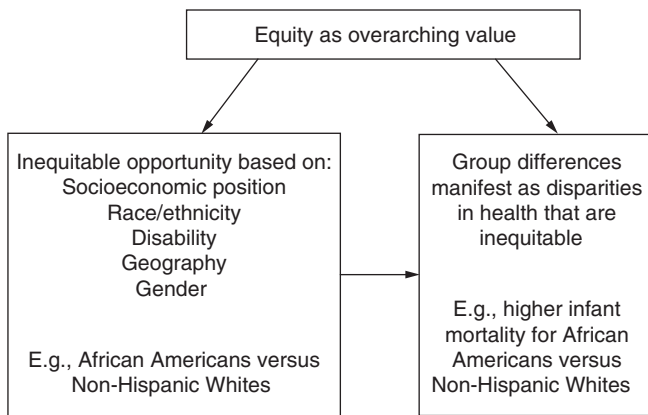 Equity as overarching value
Inequitable opportunity based on:
Socioeconomic position
Race/ethnicity
Disability
Geography
Gender
E.g., African Americans versus
Non-Hispanic Whites
Group differences
manifest as disparities
in health that are
inequitable
E.g., higher infant
mortality for African
Americans versus
Non-Hispanic Whites